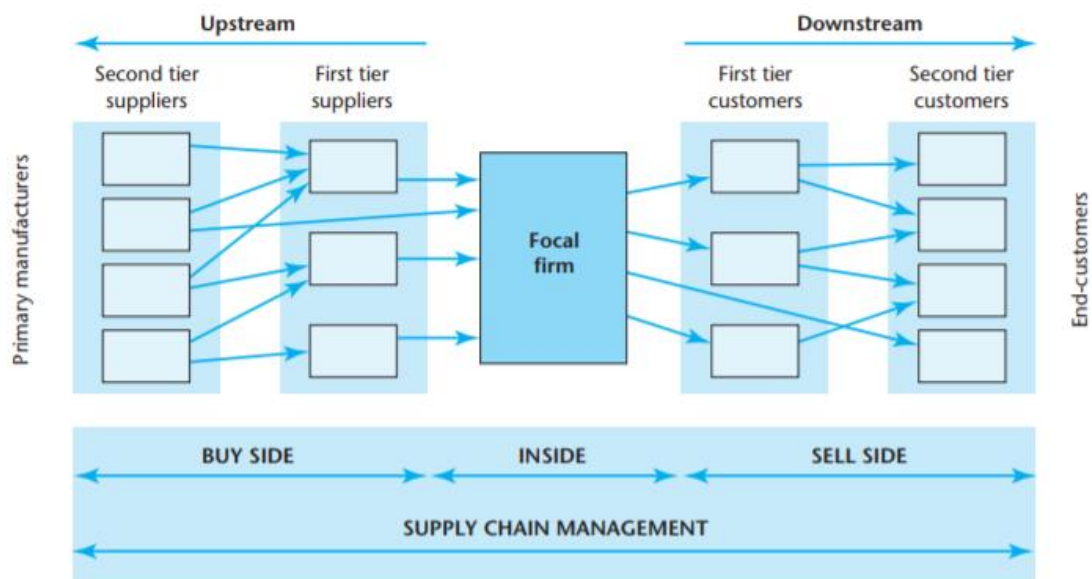 Upstream
Downstream
Second tier
suppliers
First tier
suppliers
First tier
customers
Second tier
customers
Primary manufacturers
Focal
firm
End-customers
BUY SIDE
INSIDE
SELL SIDE
SUPPLY CHAIN MANAGEMENT